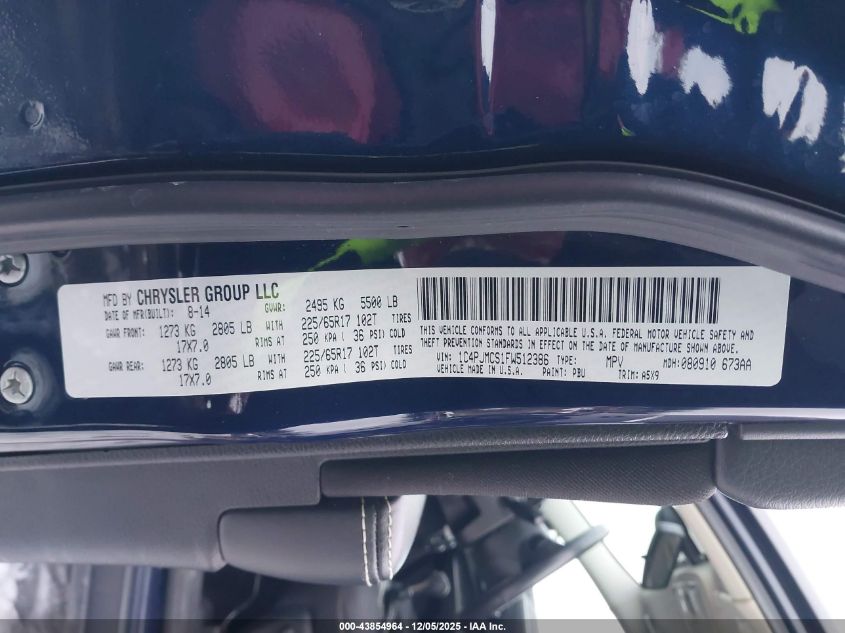 MFD BY CHRYSLER GROUP LLC
DATE OF MFR(BUILT): 8-14 GVWR: 2495 KG 5500 LB
GAWR FRONT: 1273 KG 2805 LB WITH 225/65R17 102T TIRES
17X7.0 RIMS AT 250 KPA ( 36 PSI) COLD
GAWR REAR: 1273 KG 2805 LB WITH 225/65R17 102T TIRES
17X7.0 RIMS AT 250 KPA ( 36 PSI) COLD
THIS VEHICLE CONFORMS TO ALL APPLICABLE U.S.A. FEDERAL MOTOR VEHICLE SAFETY, BUMPER, AND
THEFT PREVENTION STANDARDS IN EFFECT ON THE DATE OF MANUFACTURE SHOWN ABOVE.
VIN: 1C4PJMCS1FW512386 TYPE: MPV MDH: 080910 673AA
MADE IN U.S.A. PAINT: PBU TRIM: A5X9
000-43854964 - 12/05/2025 - IAA Inc.